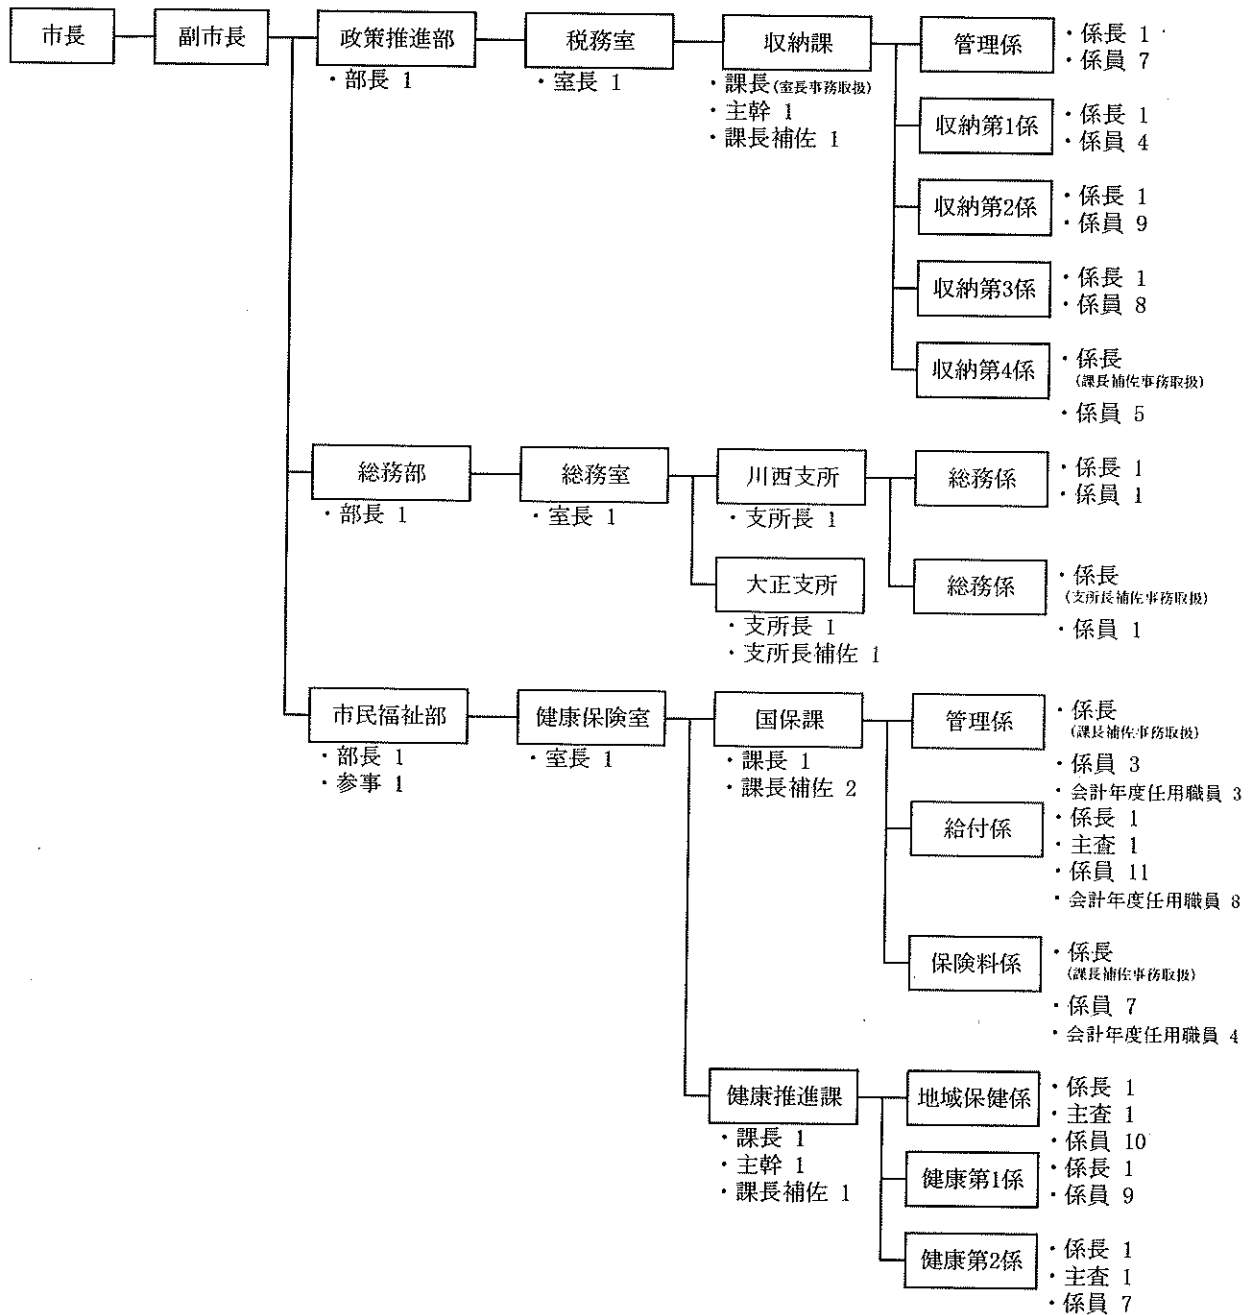 市長
副市長
政策推進部
・部長 1
税務室
・室長 1
収納課
・課長(室長事務取扱)
・主幹 1
・課長補佐 1
管理係
・係長 1
・係員 7
収納第1係
・係長 1
・係員 4
収納第2係
・係長 1
・係員 9
収納第3係
・係長 1
・係員 8
収納第4係
・係長
(課長補佐事務取扱)
・係員 5
総務部
・部長 1
総務室
・室長 1
川西支所
・支所長 1
総務係
・係長 1
・係員 1
大正支所
・支所長 1
・支所長補佐 1
総務係
・係長
(支所長補佐事務取扱)
・係員 1
市民福祉部
・部長 1
・参事 1
健康保険室
・室長 1
国保課
・課長 1
・課長補佐 2
管理係
・係長
(課長補佐事務取扱)
・係員 3
・会計年度任用職員 3
給付係
・係長 1
・主査 1
・係員 11
・会計年度任用職員 8
保険料係
・係長
(課長補佐事務取扱)
・係員 7
・会計年度任用職員 4
健康推進課
・課長 1
・主幹 1
・課長補佐 1
地域保健係
・係長 1
・主査 1
・係員 10
健康第1係
・係長 1
・係員 9
健康第2係
・係長 1
・主査 1
・係員 7